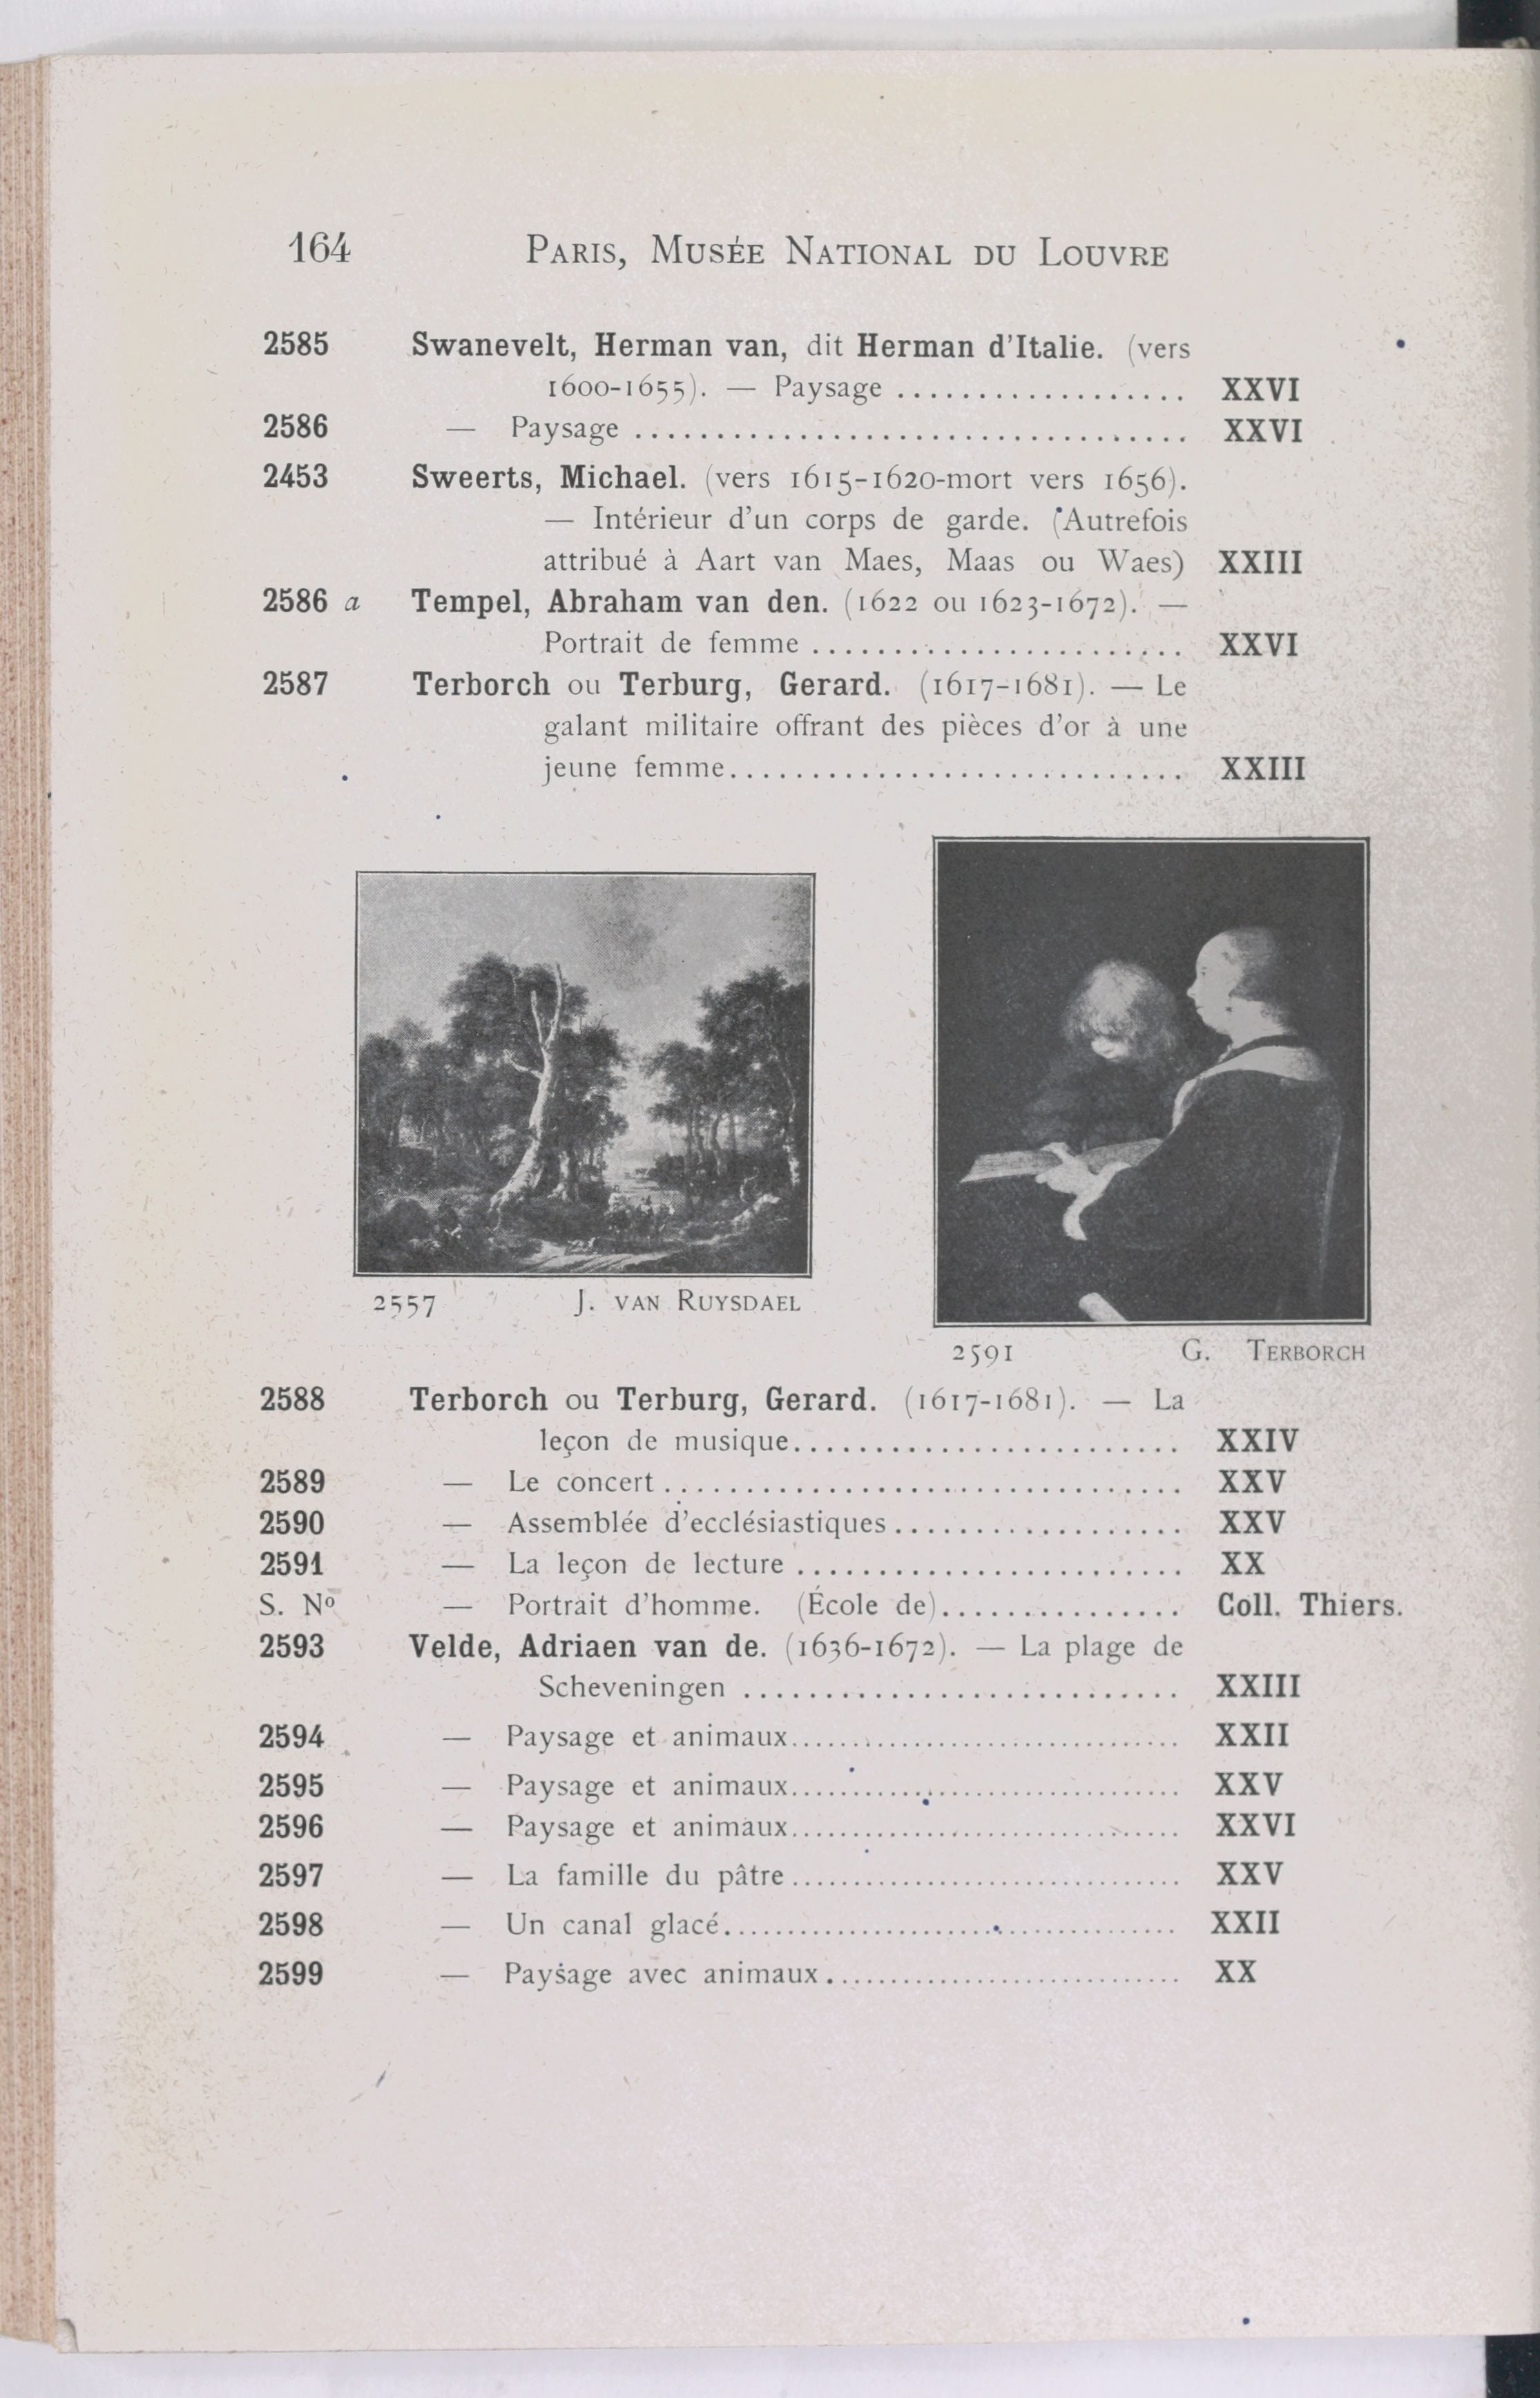 164 PARIS, MUSÉE NATIONAL DU LOUVRE
2585 Swanevelt, Herman van, dit Herman d'Italie. (vers
1600-1655). — Paysage .................. XXVI
2586 — Paysage .................................. XXVI
2453 Sweerts, Michael. (vers 1615-1620-mort vers 1656).
— Intérieur d'un corps de garde. (Autrefois
attribué à Aart van Maes, Maas ou Waes) XXIII
2586 a Tempel, Abraham van den. (1622 ou 1623-1672). —
Portrait de femme ....................... XXVI
2587 Terborch ou Terburg, Gerard. (1617-1681). — Le
galant militaire offrant des pièces d'or à une
jeune femme............................ XXIII
2557 J. VAN RUYSDAEL
2591 G. TERBORCH
2588 Terborch ou Terburg, Gerard. (1617-1681). — La
leçon de musique........................ XXIV
2589 — Le concert ................................ XXV
2590 — Assemblée d'ecclésiastiques.................. XXV
2591 — La leçon de lecture ........................ XX
S. Nº — Portrait d'homme. (École de)............... Coll. Thiers.
2593 Velde, Adriaen van de. (1636-1672). — La plage de
Scheveningen ........................... XXIII
2594 — Paysage et animaux................................ XXII
2595 — Paysage et animaux................................ XXV
2596 — Paysage et animaux................................ XXVI
2597 — La famille du pâtre................................ XXV
2598 — Un canal glacé..................................... XXII
2599 — Paysage avec animaux............................. XX